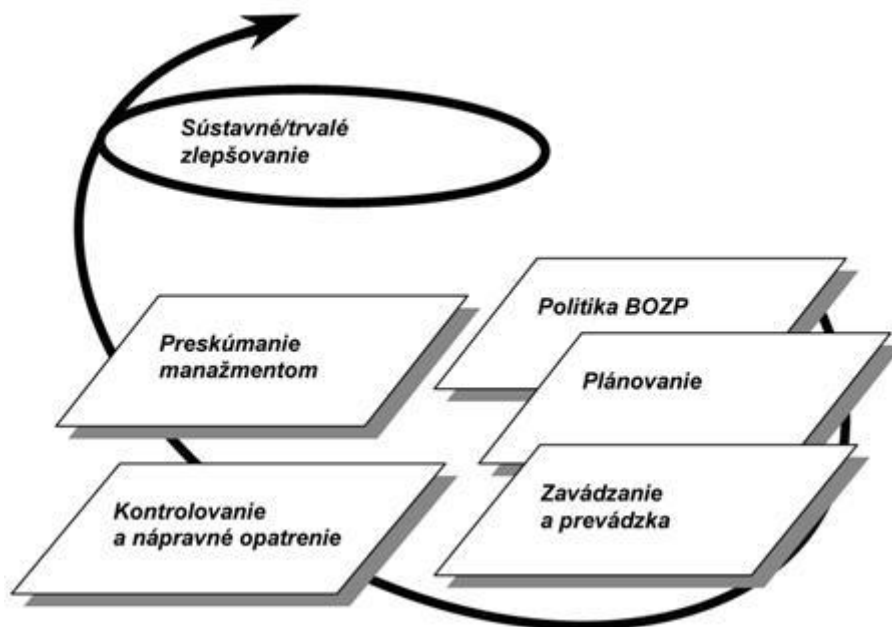 Sústavné/trvalé
zlepšovanie
Politika BOZP
Preskúmanie
manažmentom
Plánovanie
Kontrolovanie
a nápravné opatrenie
Zavádzanie
a prevádzka